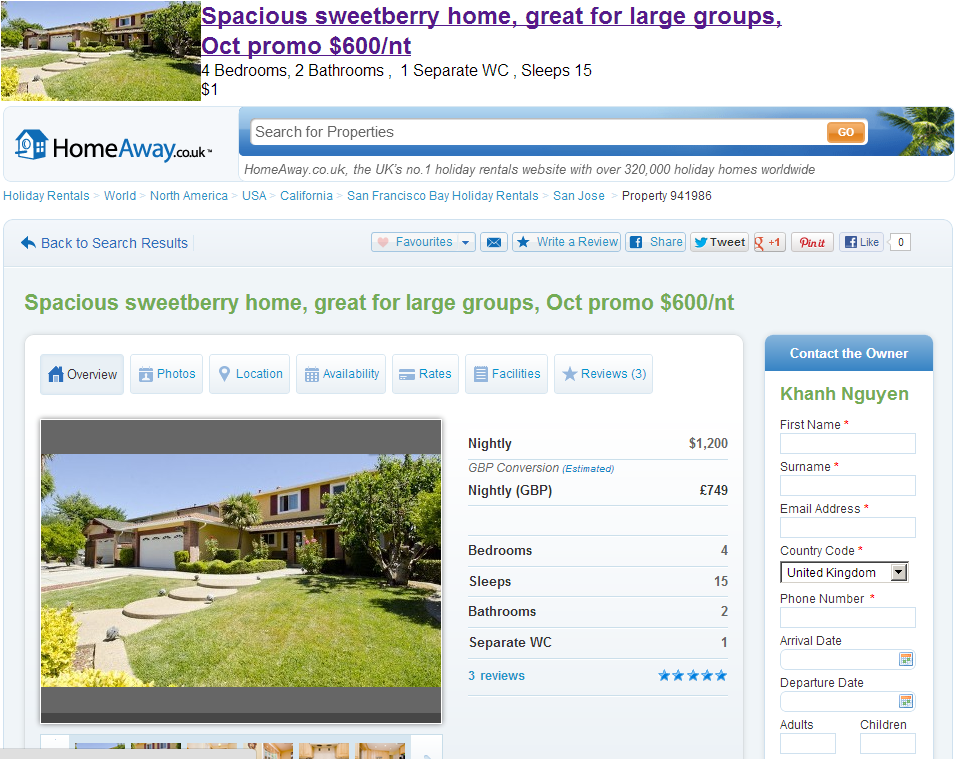 Spacious sweetberry home, great for large groups,
Oct promo $600/nt
4 Bedrooms, 2 Bathrooms , 1 Separate WC , Sleeps 15
$1
HomeAway.co.uk™
Search for Properties
GO
HomeAway.co.uk, the UK's no.1 holiday rentals website with over 320,000 holiday homes worldwide
Holiday Rentals > World > North America > USA > California > San Francisco Bay Holiday Rentals > San Jose > Property 941986
Back to Search Results
Favourites
Write a Review
Share
Tweet
g +1
Pin it
Like
0
Spacious sweetberry home, great for large groups, Oct promo $600/nt
Overview
Photos
Location
Availability
Rates
Facilities
Reviews (3)
Nightly $1,200
GBP Conversion (Estimated)
Nightly (GBP) £749
Bedrooms 4
Sleeps 15
Bathrooms 2
Separate WC 1
3 reviews
Contact the Owner
Khanh Nguyen
First Name *
Surname *
Email Address *
Country Code *
United Kingdom
Phone Number *
Arrival Date
Departure Date
Adults Children